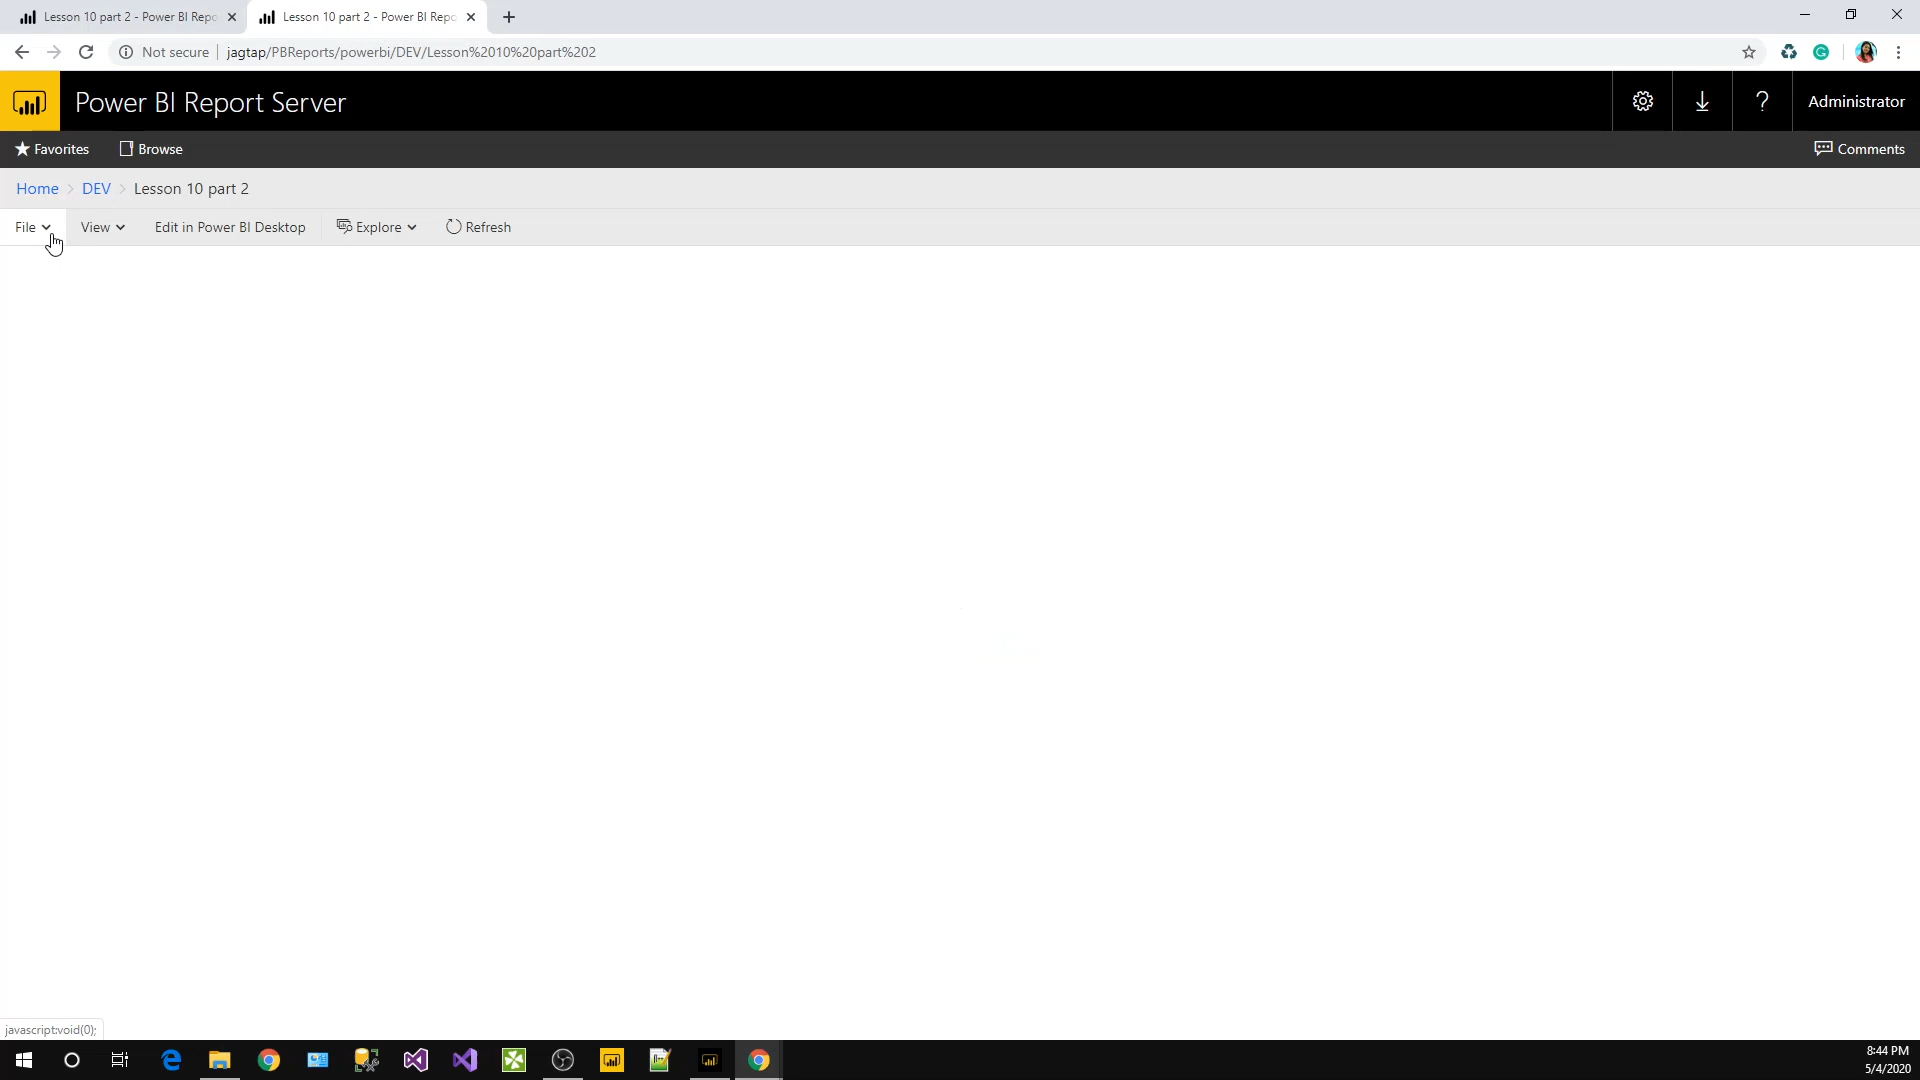 Lesson 10 part 2 - Power BI Repo
Lesson 10 part 2 - Power BI Repo
Not secure | jagtap/PBReports/powerbi/DEV/Lesson%2010%20part%202
Power BI Report Server
Administrator
Favorites Browse Comments
Home > DEV > Lesson 10 part 2
File View Edit in Power BI Desktop Explore Refresh
javascript:void(0);
8:44 PM
5/4/2020